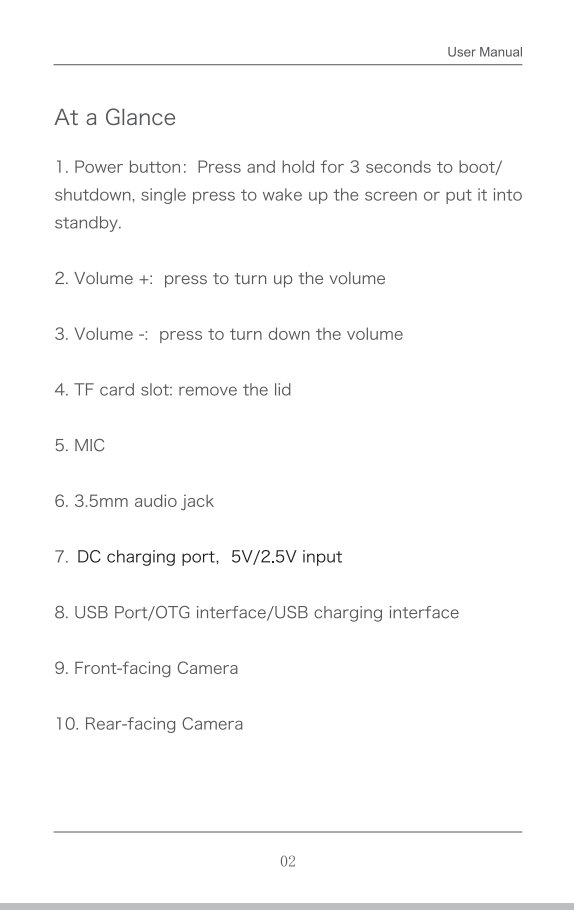 User Manual
At a Glance
1. Power button: Press and hold for 3 seconds to boot/
shutdown, single press to wake up the screen or put it into
standby.
2. Volume +: press to turn up the volume
3. Volume -: press to turn down the volume
4. TF card slot: remove the lid
5. MIC
6. 3.5mm audio jack
7. DC charging port, 5V/2.5V input
8. USB Port/OTG interface/USB charging interface
9. Front-facing Camera
10. Rear-facing Camera
02